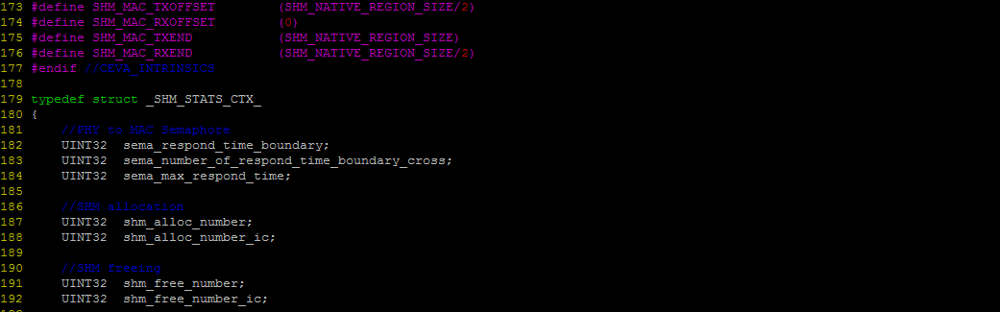 173 #define SHM_MAC_TXOFFSET (SHM_NATIVE_REGION_SIZE/2)
174 #define SHM_MAC_RXOFFSET (0)
175 #define SHM_MAC_TXEND (SHM_NATIVE_REGION_SIZE)
176 #define SHM_MAC_RXEND (SHM_NATIVE_REGION_SIZE/2)
177 #endif //CEVA_INTRINSICS
178
179 typedef struct _SHM_STATS_CTX_
180 {
181 //PHY to MAC Semaphore
182 UINT32 sema_respond_time_boundary;
183 UINT32 sema_number_of_respond_time_boundary_cross;
184 UINT32 sema_max_respond_time;
185
186 //SHM allocation
187 UINT32 shm_alloc_number;
188 UINT32 shm_alloc_number_ic;
189
190 //SHM freeing
191 UINT32 shm_free_number;
192 UINT32 shm_free_number_ic;